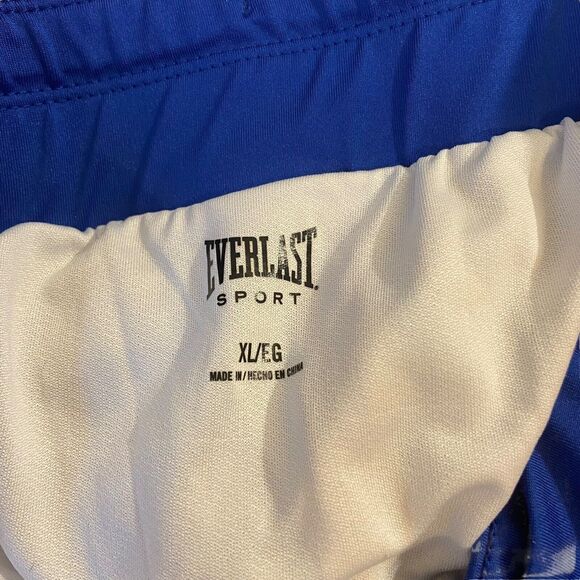 EVERLAST.
SPORT
XL/EG
MADE IN/HECHO EN CHINA